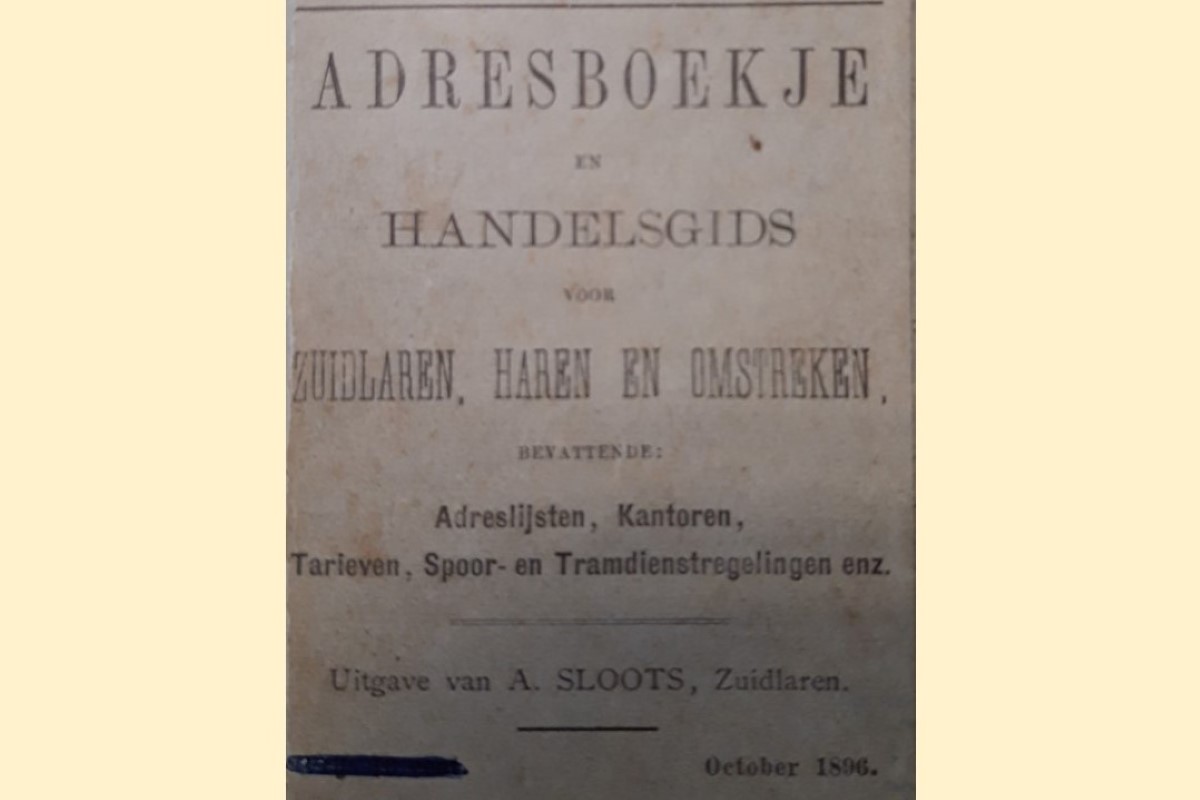 ADRESBOEKJE
EN
HANDELSGIDS
VOOR
ZUIDLAREN, HAREN EN OMSTREKEN,
BEVATTENDE:
Adreslijsten, Kantoren,
Tarieven, Spoor- en Tramdienstregelingen enz.
Uitgave van A. SLOOTS, Zuidlaren.
October 1896.